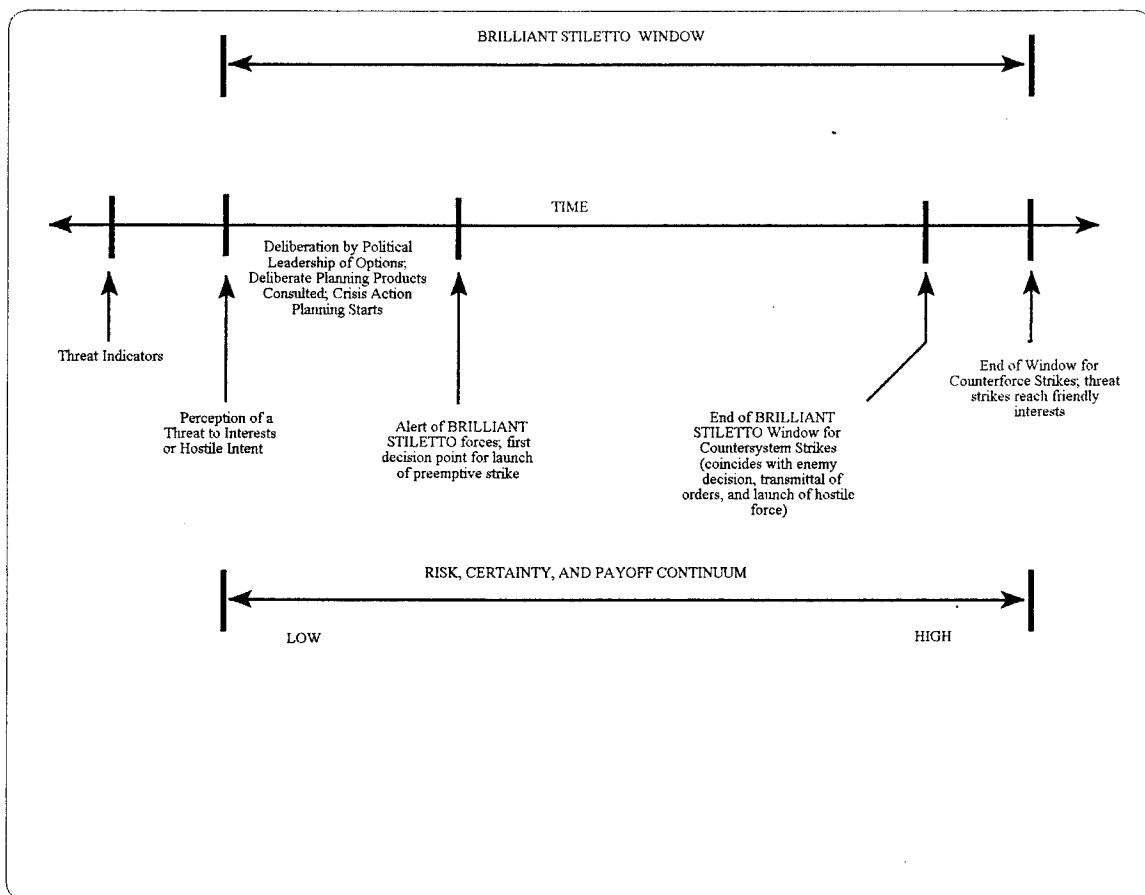 BRILLIANT STILETTO WINDOW
TIME
Deliberation by Political
Leadership of Options;
Deliberate Planning Products
Consulted; Crisis Action
Planning Starts
Threat Indicators
Perception of a
Threat to Interests
or Hostile Intent
Alert of BRILLIANT
STILETTO forces; first
decision point for launch
of preemptive strike
End of BRILLIANT
STILETTO Window for
Countersystem Strikes
(coincides with enemy
decision, transmittal of
orders, and launch of hostile
force)
End of Window for
Counterforce Strikes; threat
strikes reach friendly
interests
RISK, CERTAINTY, AND PAYOFF CONTINUUM
LOW
HIGH